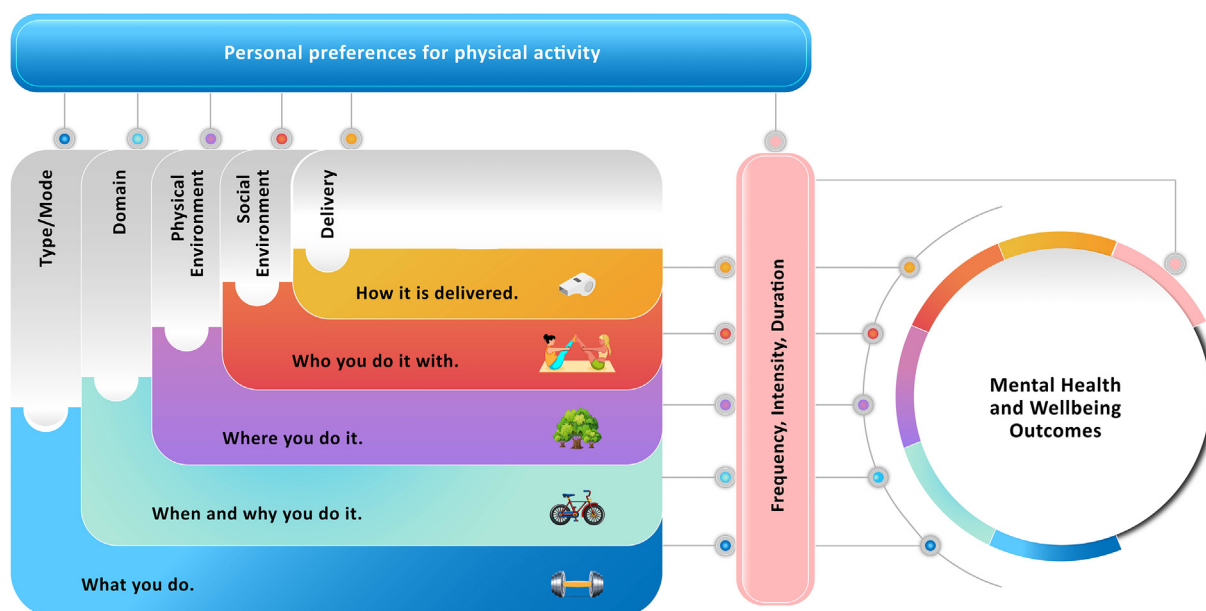 Personal preferences for physical activity
Type/Mode
Domain
Physical
Environment
Social
Environment
Delivery
How it is delivered.
Who you do it with.
Where you do it.
When and why you do it.
What you do.
Frequency, Intensity, Duration
Mental Health
and Wellbeing
Outcomes